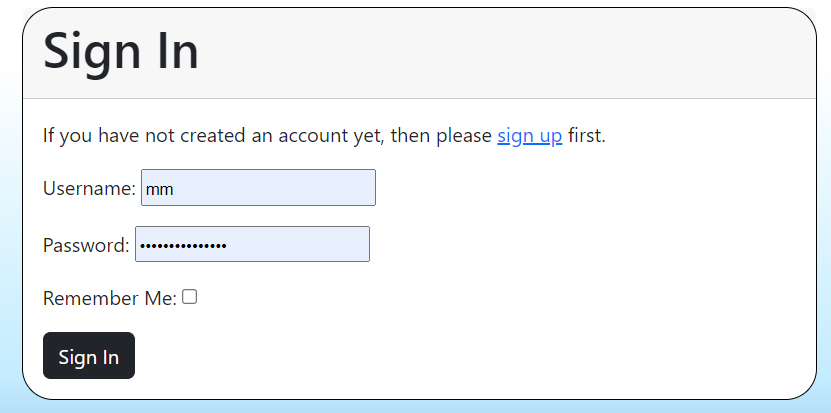 Sign In
If you have not created an account yet, then please sign up first.
Username: mm
Password: •••••••••••••••
Remember Me:
Sign In